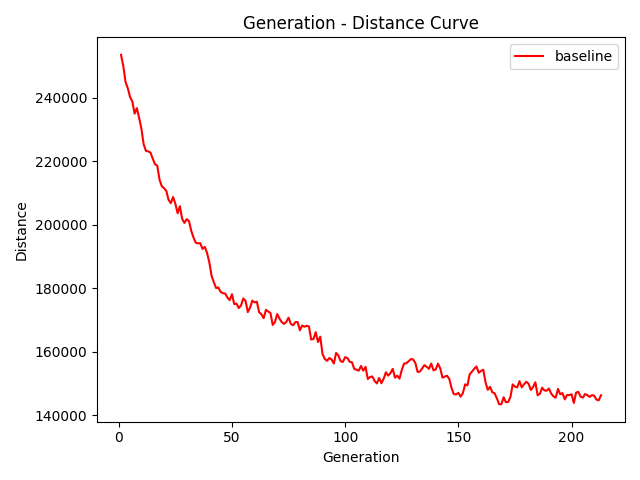 Generation - Distance Curve
baseline
240000
220000
200000
180000
160000
140000
Distance
0 50 100 150 200
Generation